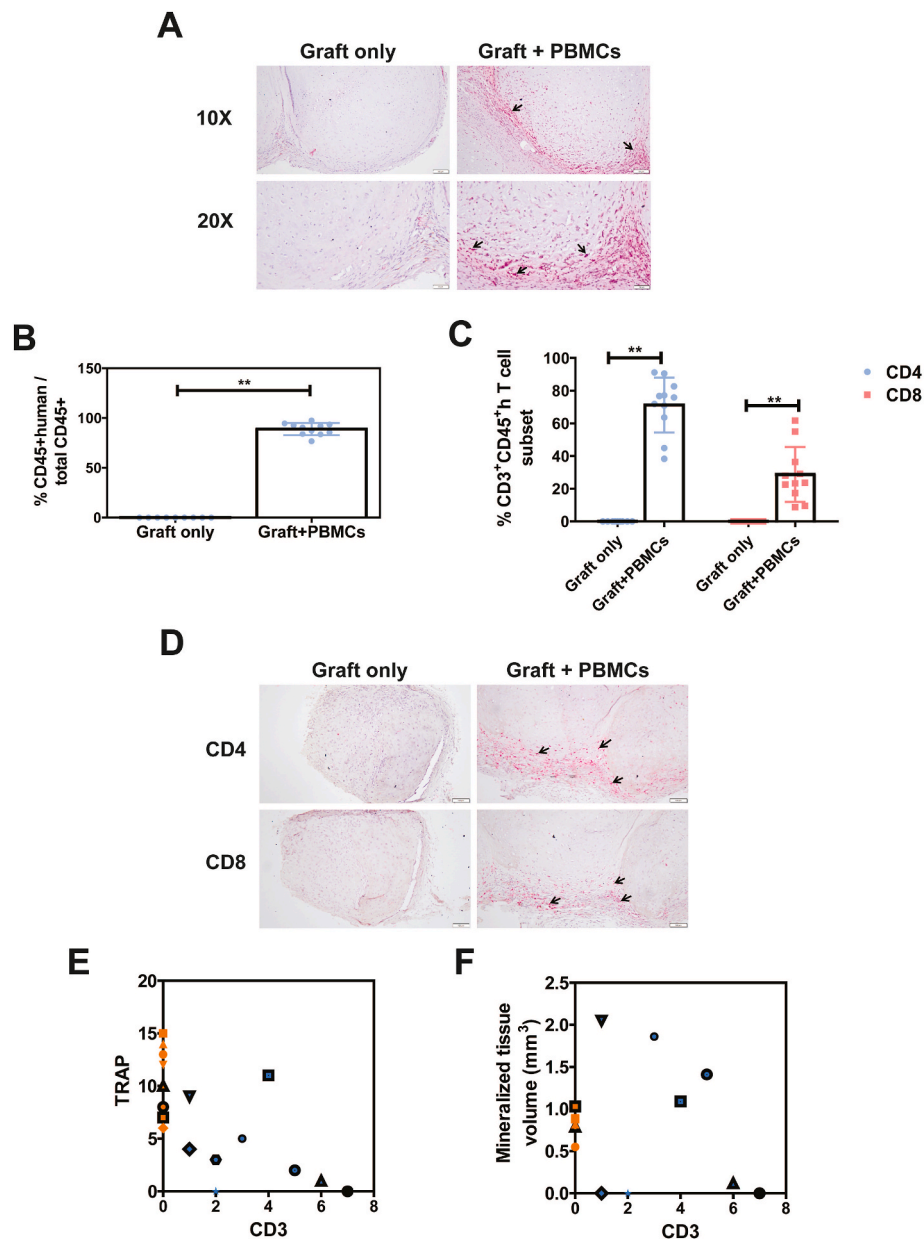 A
Graft only
Graft + PBMCs
10X
20X
B
% CD45+human /
total CD45+
150
100
50
0
**
Graft only
Graft+PBMCs
C
% CD3+CD45+h T cell
subset
100
80
60
40
20
0
**
**
Graft only
Graft+PBMCs
Graft only
Graft+PBMCs
CD4
CD8
D
Graft only
Graft + PBMCs
CD4
CD8
E
TRAP
20
15
10
5
0
0
2
4
6
8
CD3
F
Mineralized tissue
volume (mm³)
2.5
2.0
1.5
1.0
0.5
0.0
0
2
4
6
8
CD3